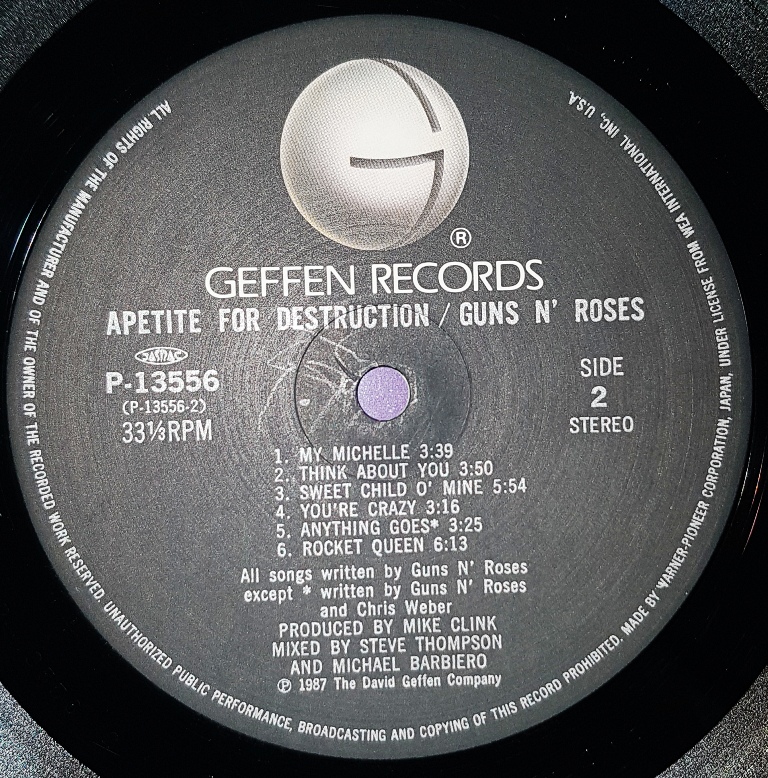 ®
GEFFEN RECORDS
APETITE FOR DESTRUCTION / GUNS N' ROSES
JASRAC
P-13556
(P-13556-2)
33⅓RPM
SIDE
2
STEREO
1. MY MICHELLE 3:39
2. THINK ABOUT YOU 3:50
3. SWEET CHILD O' MINE 5:54
4. YOU'RE CRAZY 3:16
5. ANYTHING GOES* 3:25
6. ROCKET QUEEN 6:13
All songs written by Guns N' Roses
except * written by Guns N' Roses
and Chris Weber
PRODUCED BY MIKE CLINK
MIXED BY STEVE THOMPSON
AND MICHAEL BARBIERO
℗ 1987 The David Geffen Company
ALL RIGHTS OF THE MANUFACTURER AND OF THE OWNER OF THE RECORDED WORK RESERVED. UNAUTHORIZED PUBLIC PERFORMANCE, BROADCASTING AND COPYING OF THIS RECORD PROHIBITED. MADE BY WARNER-PIONEER CORPORATION, JAPAN, UNDER LICENSE FROM WEA INTERNATIONAL INC, U.S.A.